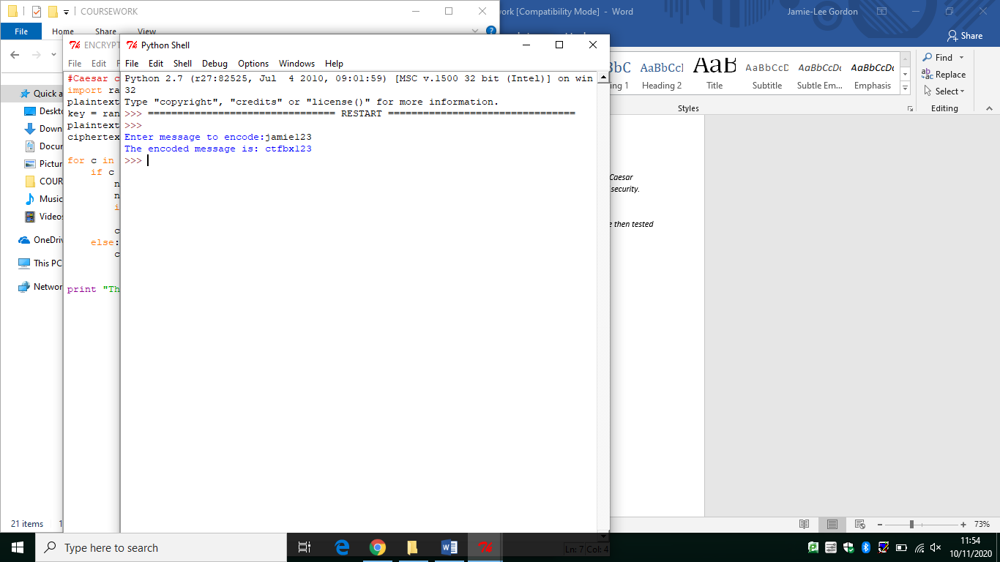 COURSEWORK
File Home Share View
Quick a
Deskt
Down
Docur
Pictur
COUR
Music
Videos
OneDriv
This PC
Networ
21 items
ENCRYPT
File Edit
#Caesar c
import ra
plaintext
key = ran
plaintext
ciphertex
for c in
if c
n
n
i
c
else:
c
print "Th
Python Shell
File Edit Shell Debug Options Windows Help
Python 2.7 (r27:82525, Jul  4 2010, 09:01:59) [MSC v.1500 32 bit (Intel)] on win
32
Type "copyright", "credits" or "license()" for more information.
>>> ================================ RESTART ================================
>>>
Enter message to encode:jamie123
The encoded message is: ctfbx123
>>>
Ln: 7 Col: 4
work [Compatibility Mode] - Word Jamie-Lee Gordon
Share
AaBbCcI AaB AaBbCcD AaBbCcDc AaBbCcDc
ing 1 Heading 2 Title Subtitle Subtle Em... Emphasis
Styles
Find
Replace
Select
Editing
Caesar
security.
e then tested
73%
Type here to search
11:54
10/11/2020